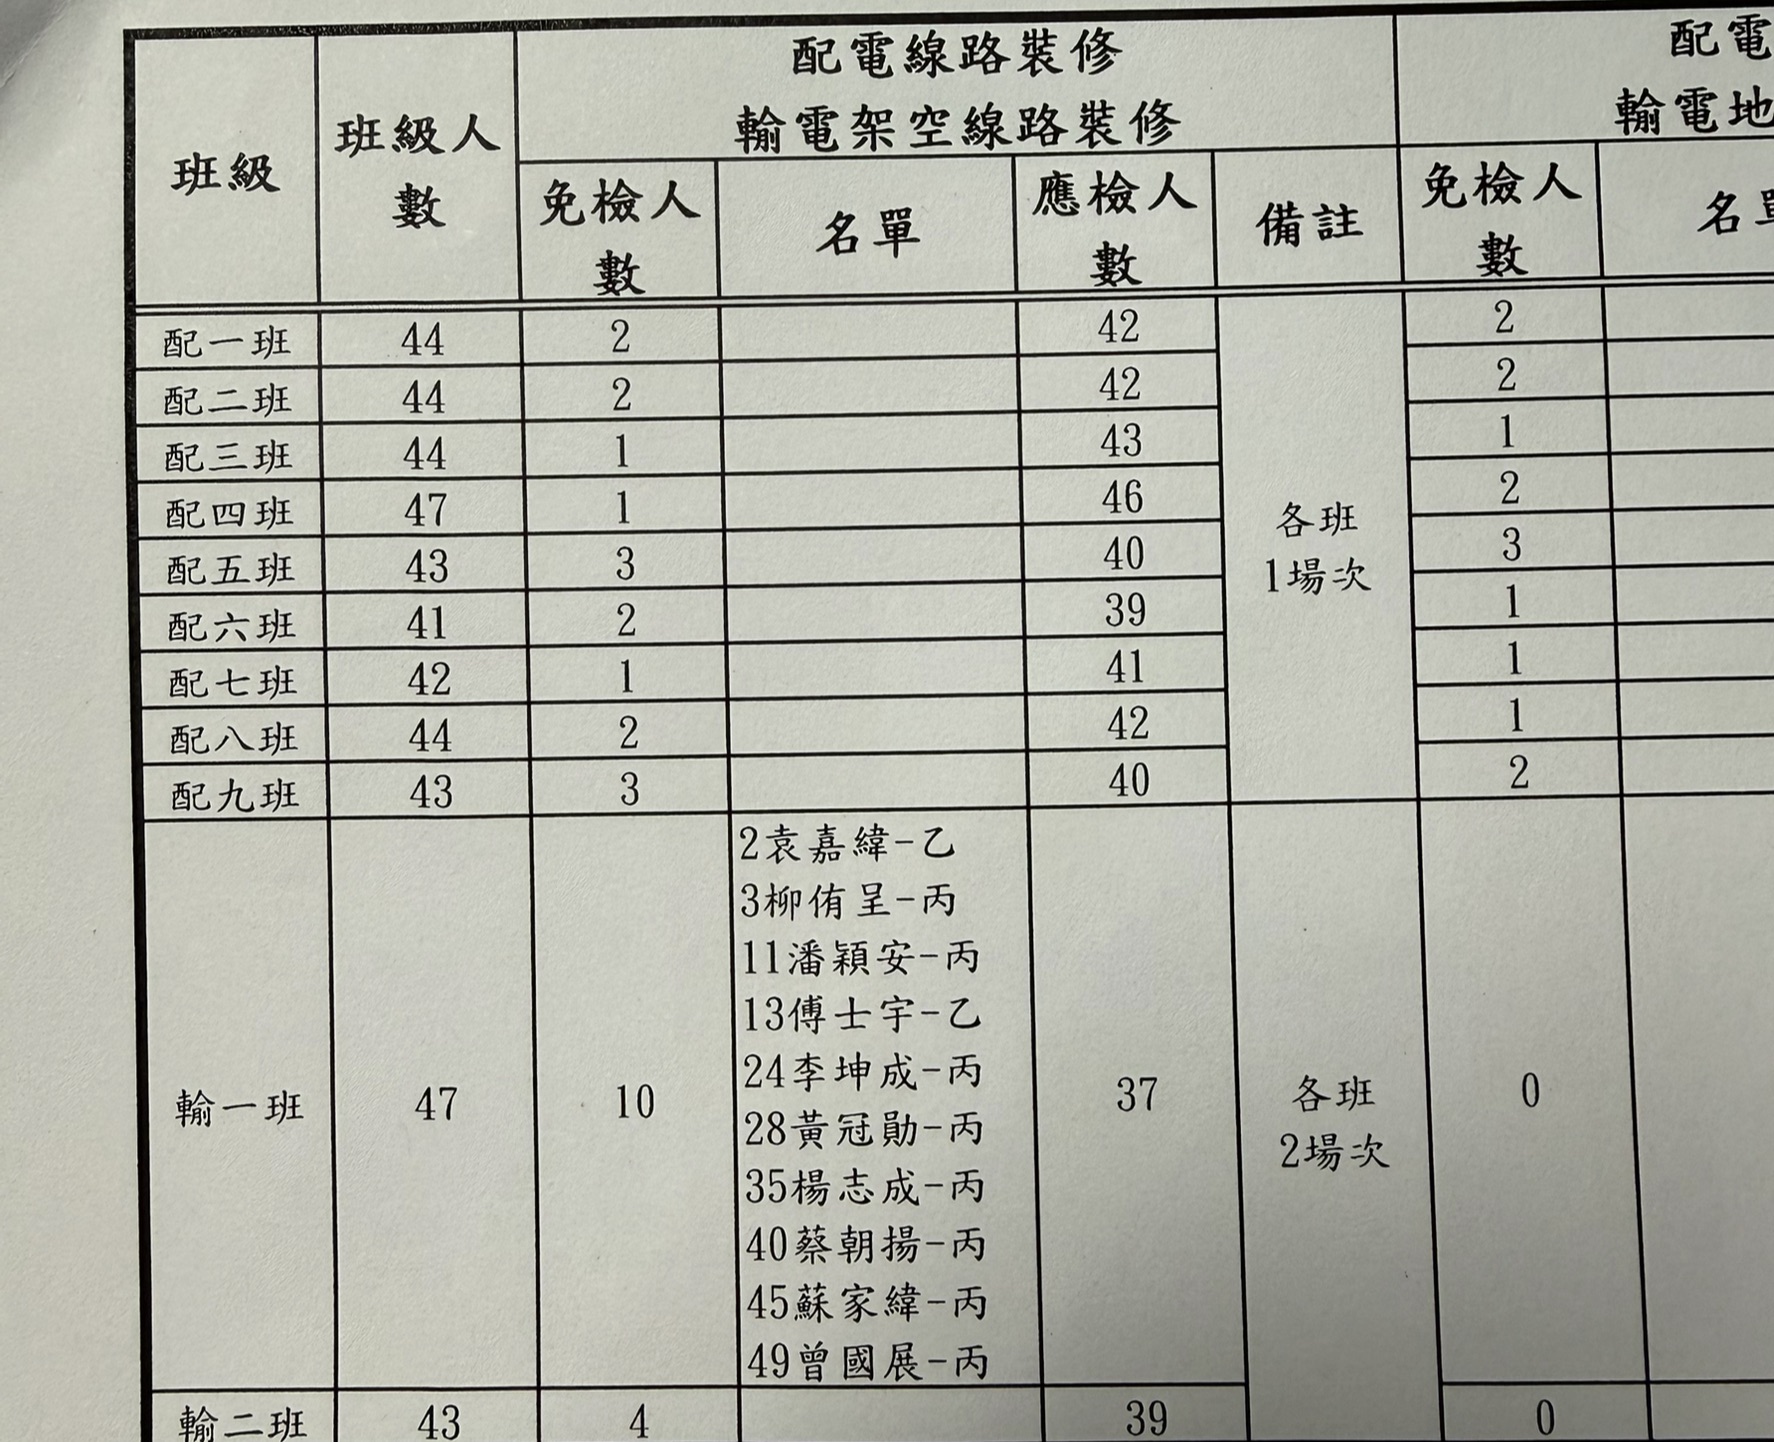 配電線路裝修
輸電架空線路裝修
配電
輸電地
班級
班級人
數
免檢人
數
名單
應檢人
數
備註
免檢人
數
名單
配一班 44 2 42 2
配二班 44 2 42 2
配三班 44 1 43 1
配四班 47 1 46 2
配五班 43 3 40 3
配六班 41 2 39 1
配七班 42 1 41 1
配八班 44 2 42 1
配九班 43 3 40 2
各班
1場次
輸一班 47 10
2袁嘉緯-乙
3柳侑呈-丙
11潘穎安-丙
13傅士宇-乙
24李坤成-丙
28黃冠勛-丙
35楊志成-丙
40蔡朝揚-丙
45蘇家緯-丙
49曾國展-丙
37
各班
2場次
0
輸二班 43 4 39 0